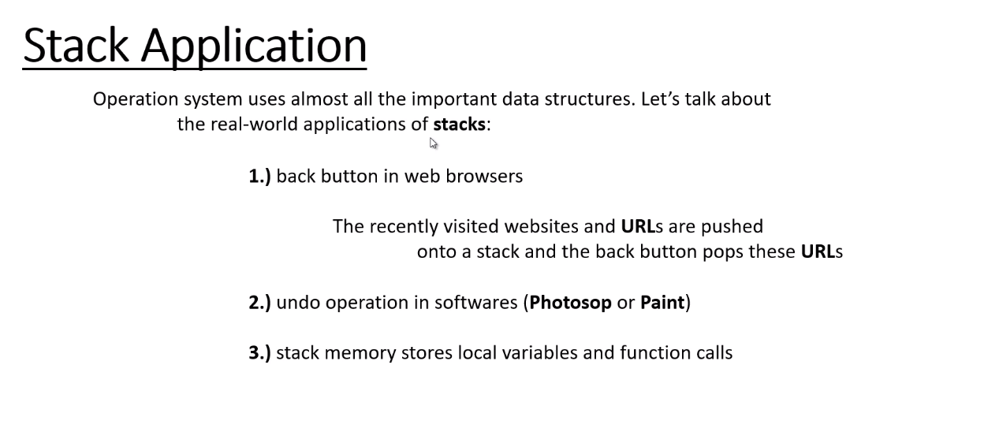 Stack Application
Operation system uses almost all the important data structures. Let’s talk about
the real-world applications of stacks:
1.) back button in web browsers
The recently visited websites and URLs are pushed
onto a stack and the back button pops these URLs
2.) undo operation in softwares (Photosop or Paint)
3.) stack memory stores local variables and function calls